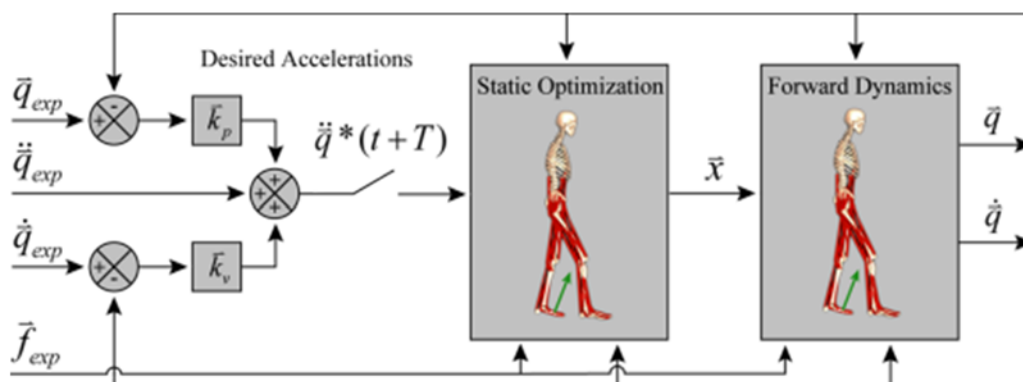 Desired Accelerations
Static Optimization
Forward Dynamics
q⃗ exp
- +
k⃗ p
q̈⃗ *(t + T)
q̈⃗ exp
+ + +
x⃗
q⃗
q̇⃗
q̇⃗ exp
+ -
k⃗ v
f⃗ exp